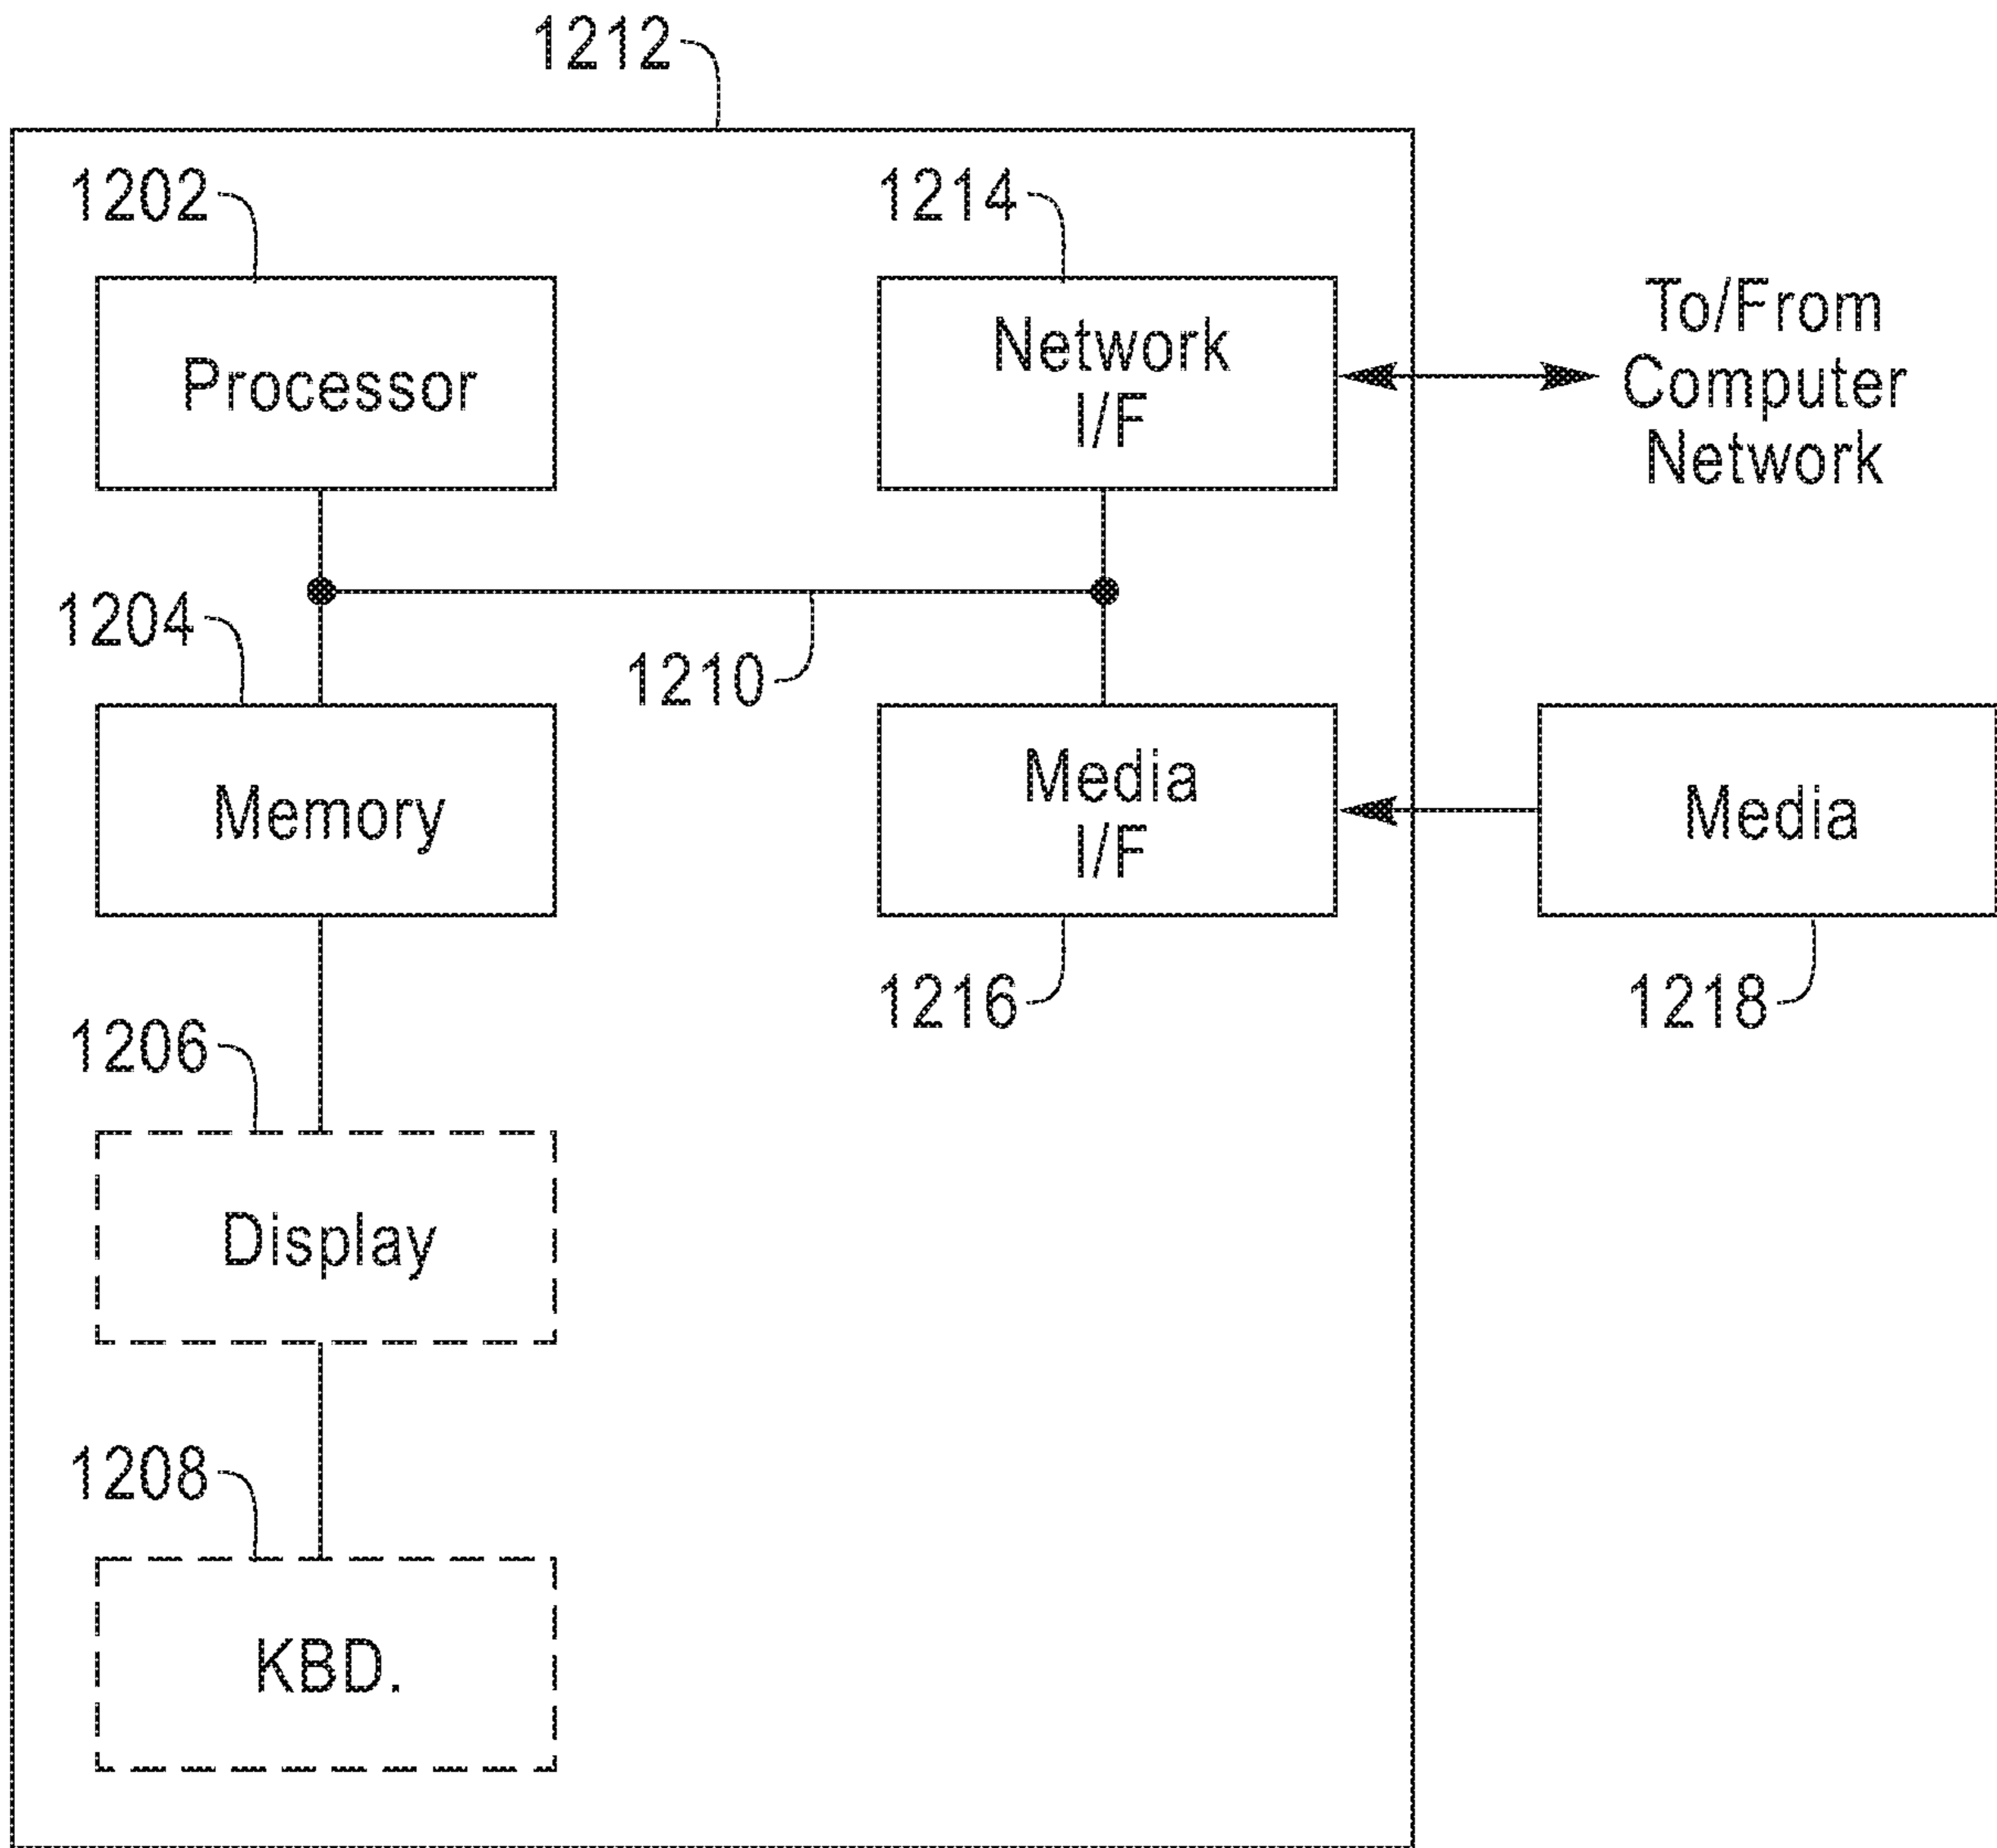 1212
1202
1214
Processor
Network
I/F
To/From
Computer
Network
1204
1210
Memory
Media
I/F
Media
1216
1218
1206
Display
1208
KBD.